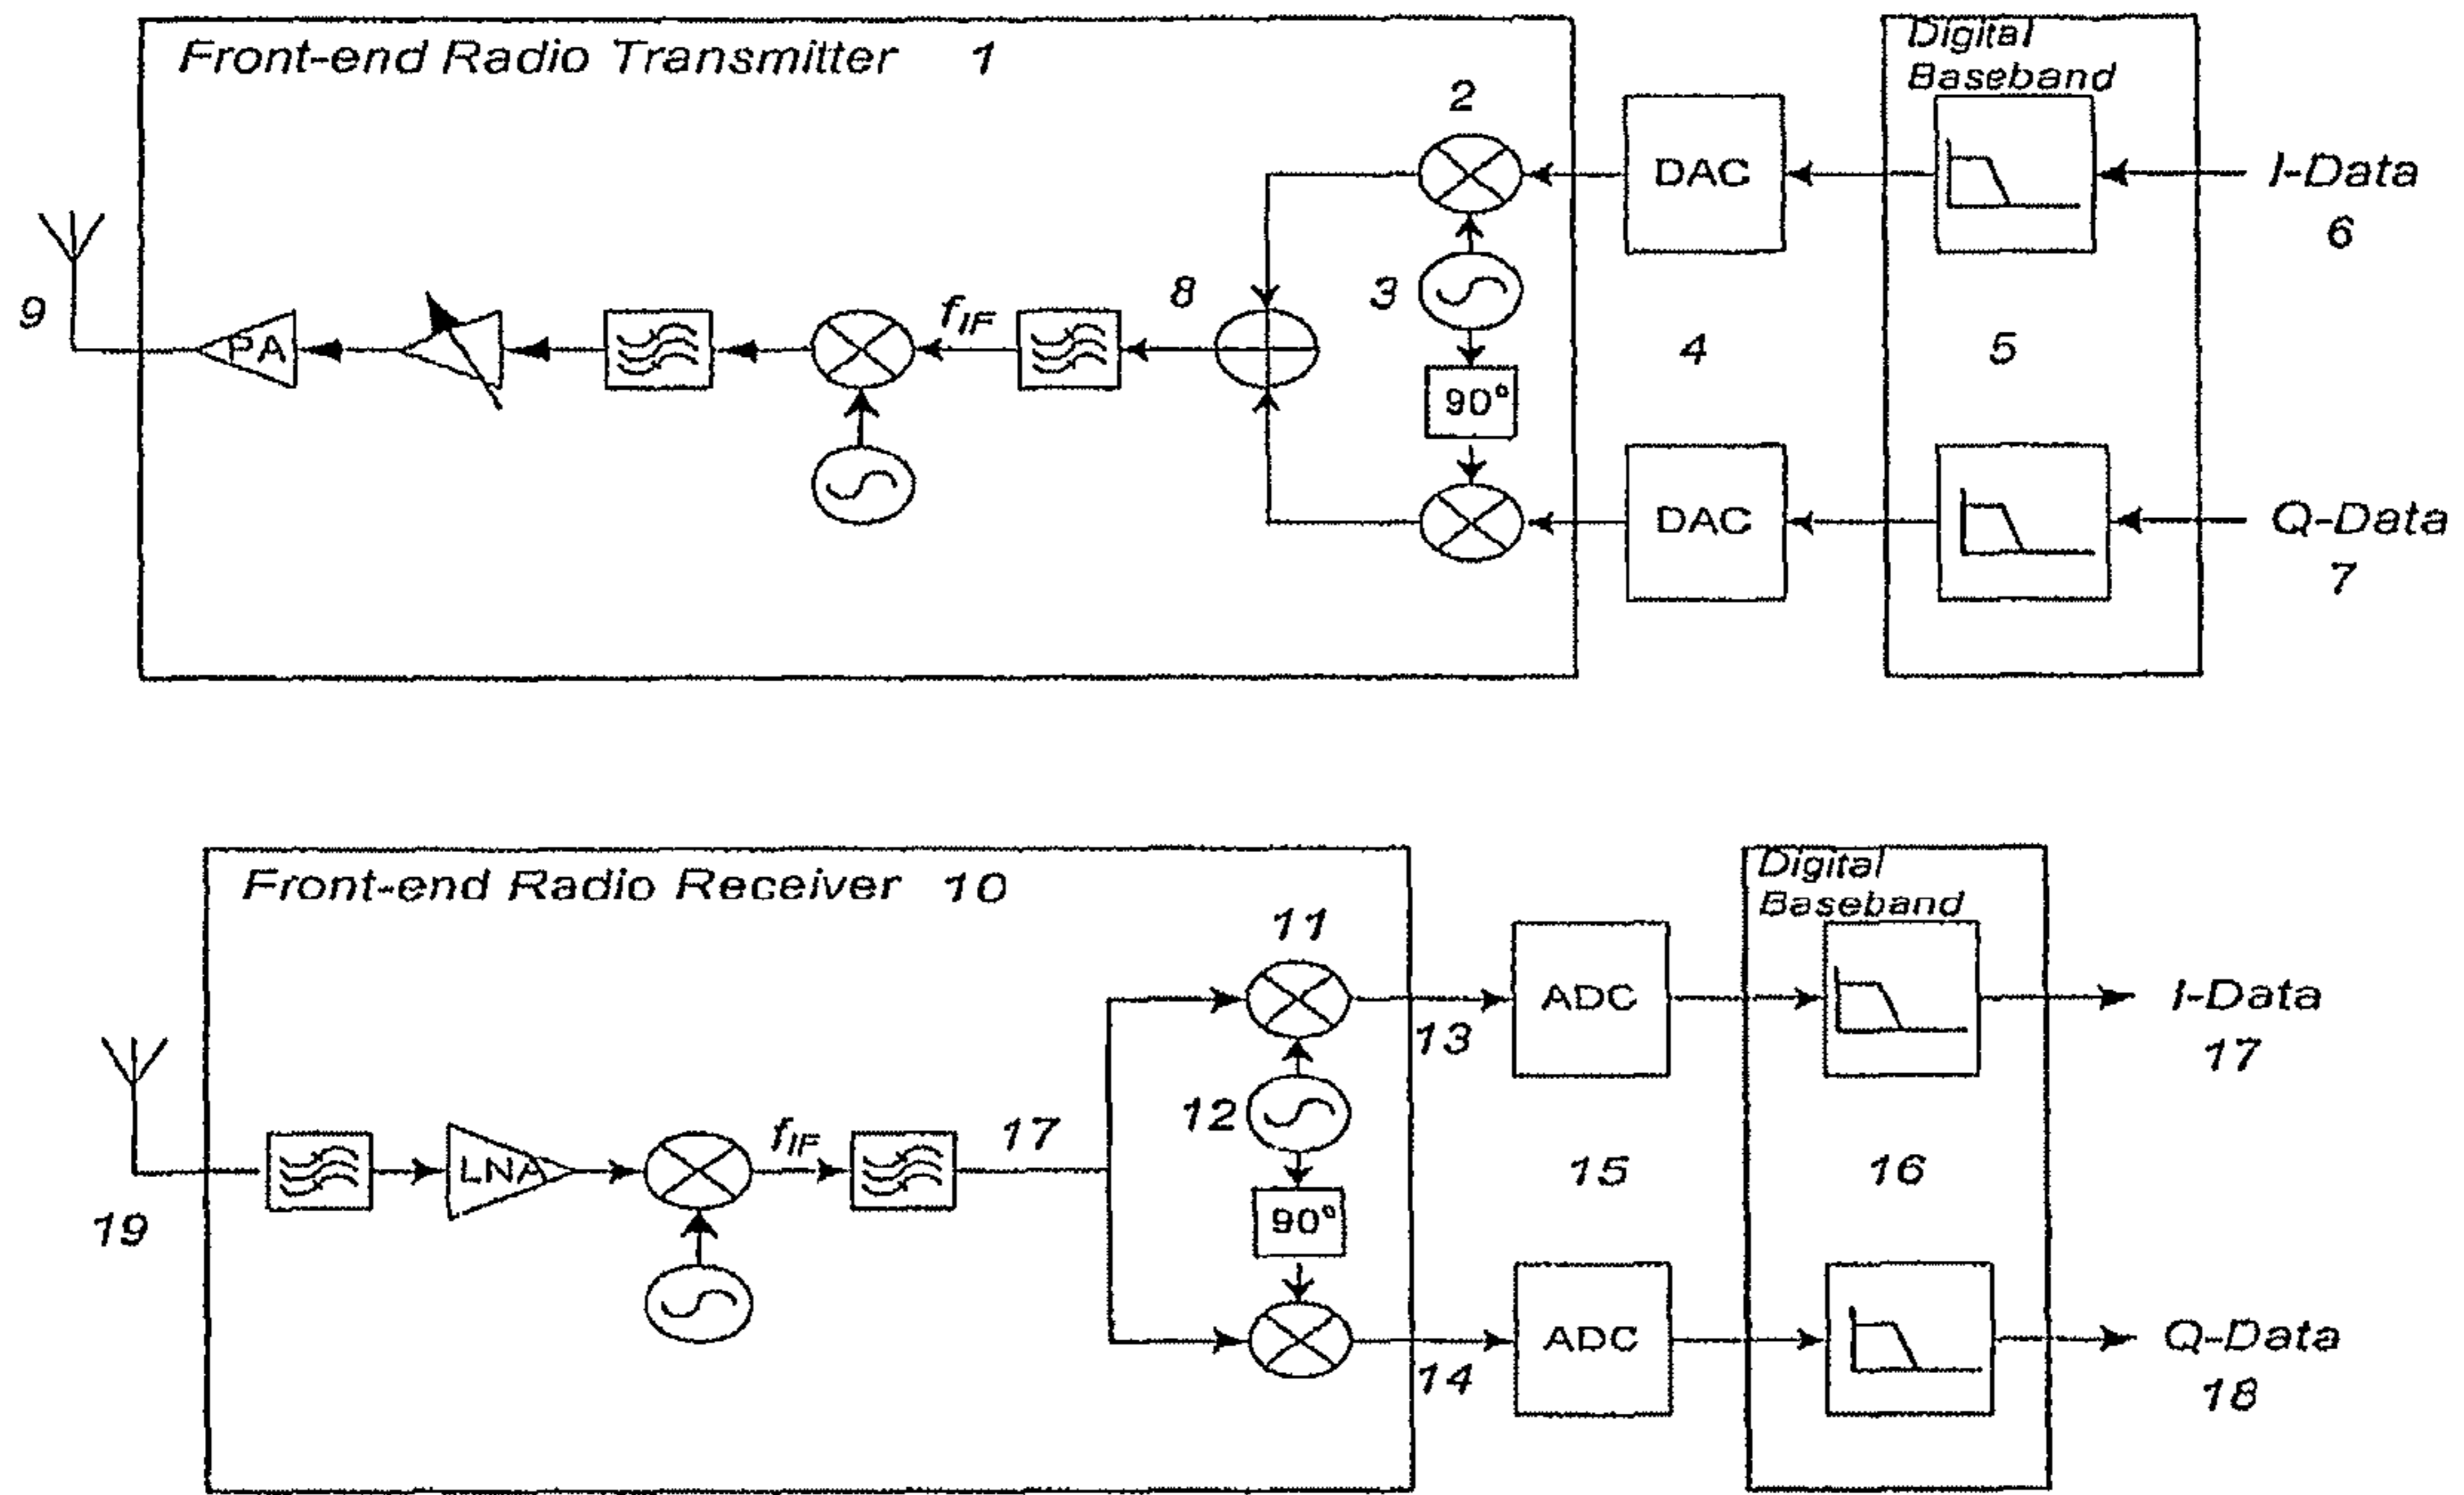 Front-end Radio Transmitter 1
Digital
Baseband
2
DAC
I-Data
6
9
PA
f_IF
8
3
4
5
90°
DAC
Q-Data
7
Front-end Radio Receiver 10
Digital
Baseband
11
ADC
I-Data
13
17
12
19
LNA
f_IF
17
15
16
90°
ADC
Q-Data
14
18